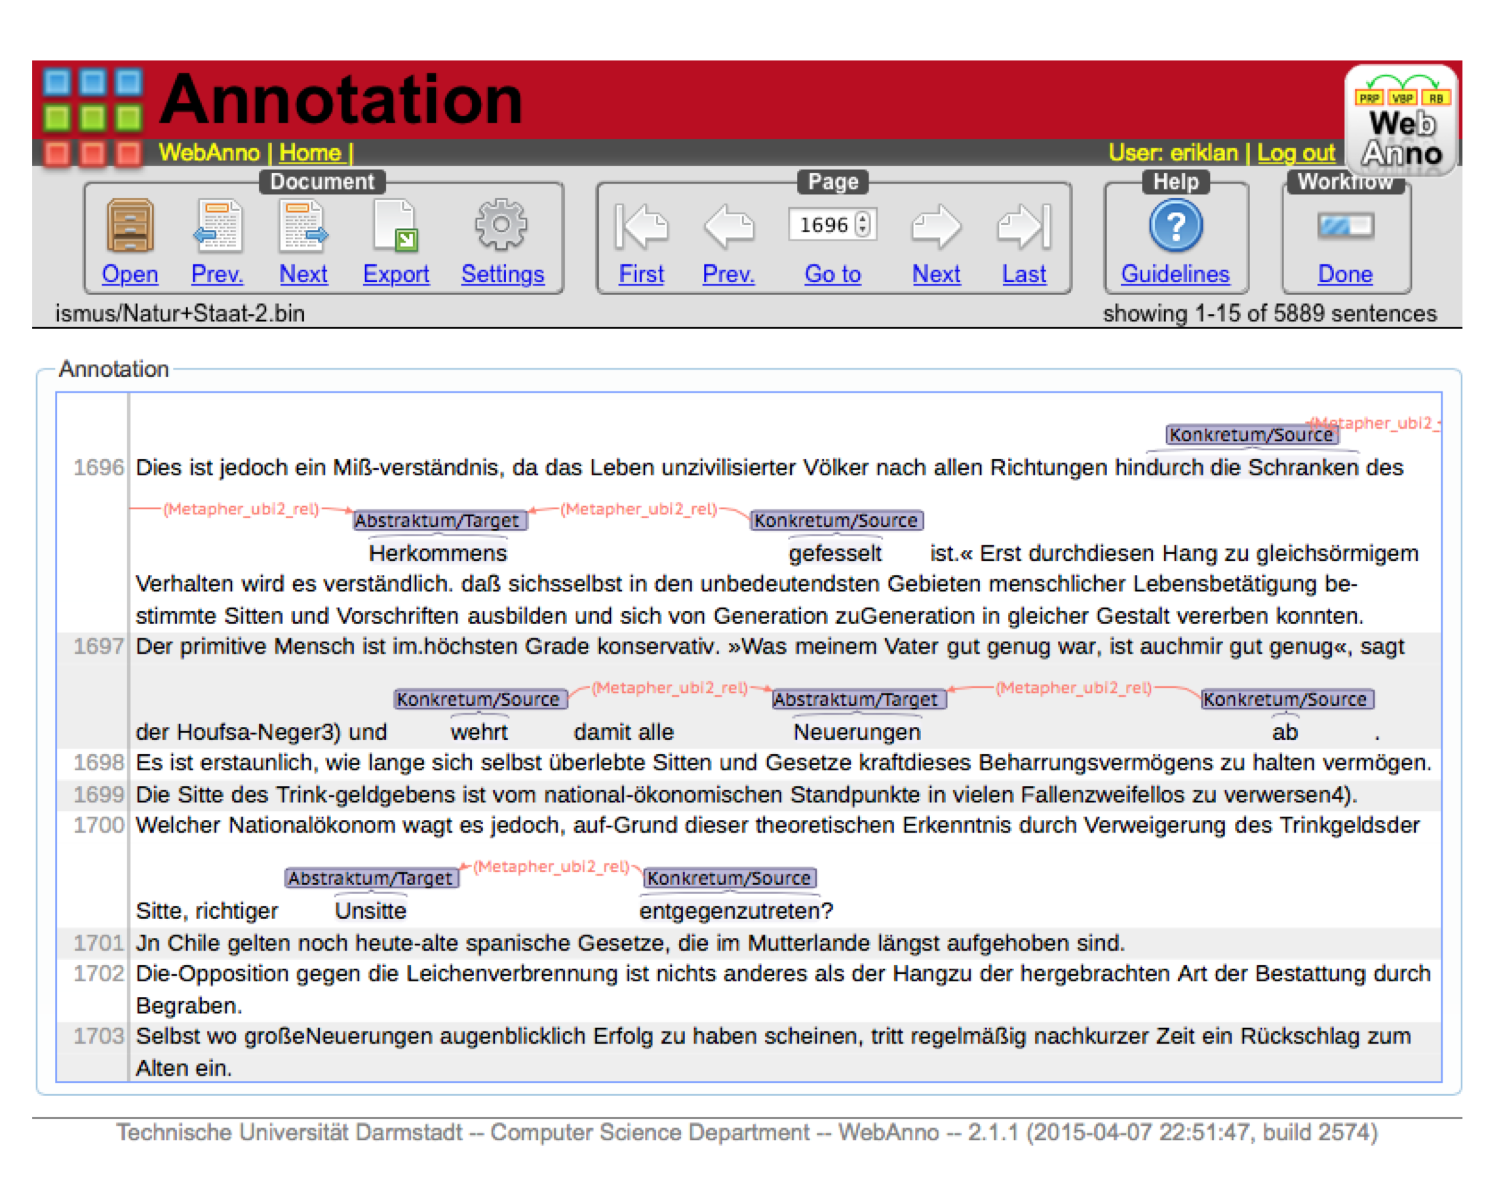 Annotation
PRP VBP RB
Web
Anno
WebAnno | Home |
User: eriklan | Log out
Document
Page
Help
Workflow
1696
Open Prev. Next Export Settings
First Prev. Go to Next Last
Guidelines
Done
ismus/Natur+Staat-2.bin
showing 1-15 of 5889 sentences
Annotation
(Metapher_ubi2_
Konkretum/Source
1696 Dies ist jedoch ein Miß-verständnis, da das Leben unzivilisierter Völker nach allen Richtungen hindurch die Schranken des
(Metapher_ubi2_rel) (Metapher_ubi2_rel)
Abstraktum/Target Konkretum/Source
Herkommens gefesselt ist.« Erst durchdiesen Hang zu gleichsörmigem
Verhalten wird es verständlich. daß sichsselbst in den unbedeutendsten Gebieten menschlicher Lebensbetätigung be-
stimmte Sitten und Vorschriften ausbilden und sich von Generation zuGeneration in gleicher Gestalt vererben konnten.
1697 Der primitive Mensch ist im.höchsten Grade konservativ. »Was meinem Vater gut genug war, ist auchmir gut genug«, sagt
(Metapher_ubi2_rel) (Metapher_ubi2_rel)
Konkretum/Source Abstraktum/Target Konkretum/Source
der Houfsa-Neger3) und wehrt damit alle Neuerungen ab .
1698 Es ist erstaunlich, wie lange sich selbst überlebte Sitten und Gesetze kraftdieses Beharrungsvermögens zu halten vermögen.
1699 Die Sitte des Trink-geldgebens ist vom national-ökonomischen Standpunkte in vielen Fallenzweifellos zu verwersen4).
1700 Welcher Nationalökonom wagt es jedoch, auf-Grund dieser theoretischen Erkenntnis durch Verweigerung des Trinkgeldsder
(Metapher_ubi2_rel)
Abstraktum/Target Konkretum/Source
Sitte, richtiger Unsitte entgegenzutreten?
1701 Jn Chile gelten noch heute-alte spanische Gesetze, die im Mutterlande längst aufgehoben sind.
1702 Die-Opposition gegen die Leichenverbrennung ist nichts anderes als der Hangzu der hergebrachten Art der Bestattung durch
Begraben.
1703 Selbst wo großeNeuerungen augenblicklich Erfolg zu haben scheinen, tritt regelmäßig nachkurzer Zeit ein Rückschlag zum
Alten ein.
Technische Universität Darmstadt -- Computer Science Department -- WebAnno -- 2.1.1 (2015-04-07 22:51:47, build 2574)